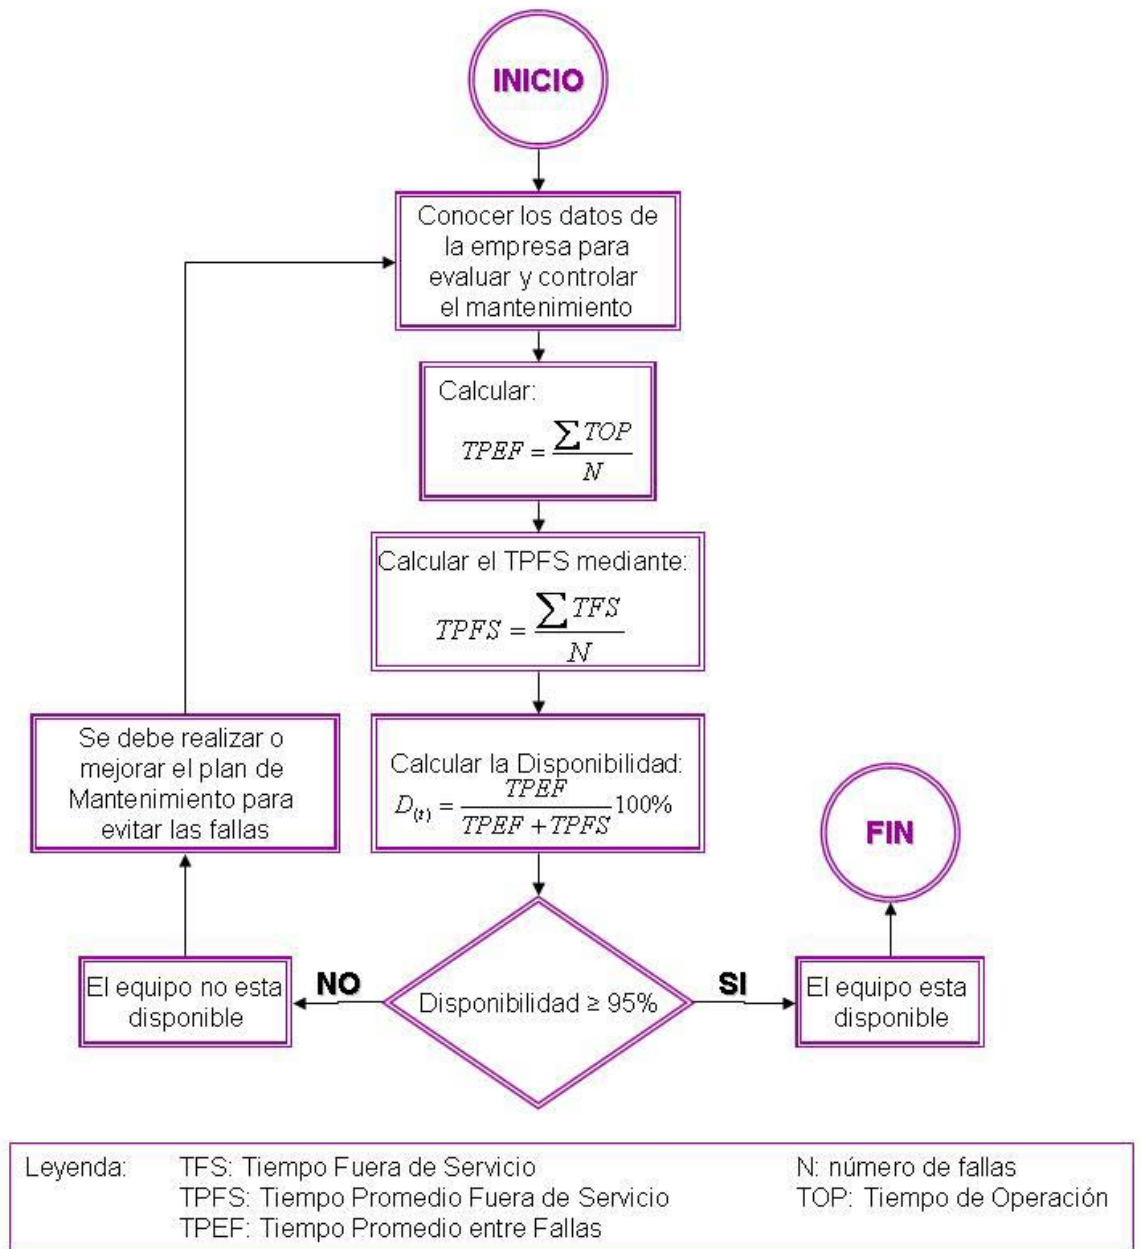 INICIO
Conocer los datos de
la empresa para
evaluar y controlar
el mantenimiento
Calcular:
TPEF = ∑TOP / N
Calcular el TPFS mediante:
TPFS = ∑TFS / N
Se debe realizar o
mejorar el plan de
Mantenimiento para
evitar las fallas
Calcular la Disponibilidad:
D(t) = TPEF / TPEF + TPFS 100%
FIN
El equipo no esta
disponible
NO
Disponibilidad ≥ 95%
SI
El equipo esta
disponible
Leyenda: TFS: Tiempo Fuera de Servicio N: número de fallas
TPFS: Tiempo Promedio Fuera de Servicio TOP: Tiempo de Operación
TPEF: Tiempo Promedio entre Fallas